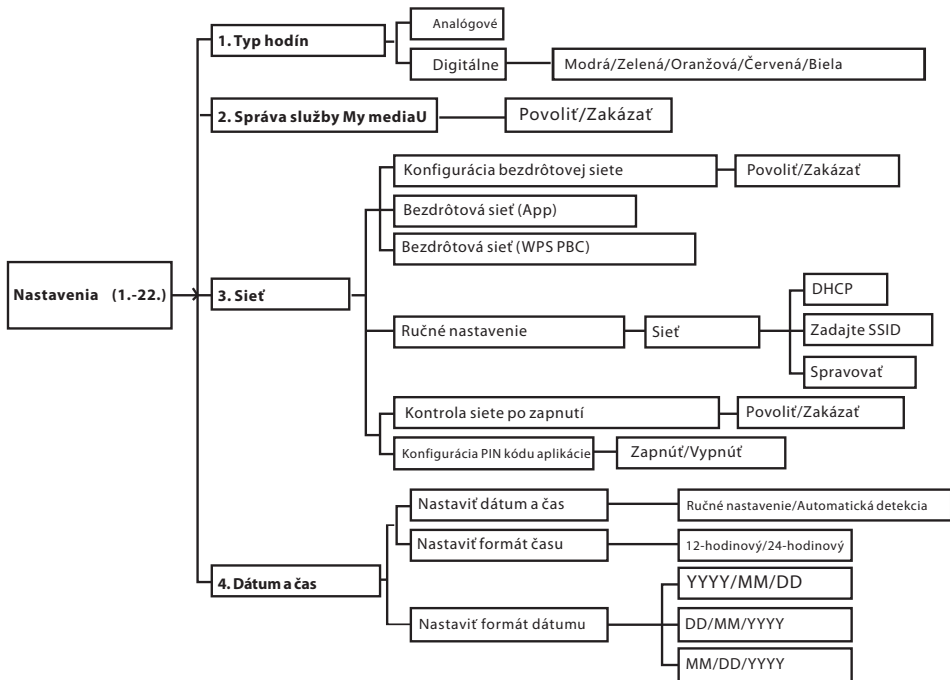 Nastavenia (1.-22.)
1. Typ hodín
Analógové
Digitálne
Modrá/Zelená/Oranžová/Červená/Biela
2. Správa služby My mediaU
Povoliť/Zakázať
3. Sieť
Konfigurácia bezdrôtovej siete
Povoliť/Zakázať
Bezdrôtová sieť (App)
Bezdrôtová sieť (WPS PBC)
Ručné nastavenie
Sieť
DHCP
Zadajte SSID
Spravovať
Kontrola siete po zapnutí
Povoliť/Zakázať
Konfigurácia PIN kódu aplikácie
Zapnúť/Vypnúť
4. Dátum a čas
Nastaviť dátum a čas
Ručné nastavenie/Automatická detekcia
Nastaviť formát času
12-hodinový/24-hodinový
Nastaviť formát dátumu
YYYY/MM/DD
DD/MM/YYYY
MM/DD/YYYY